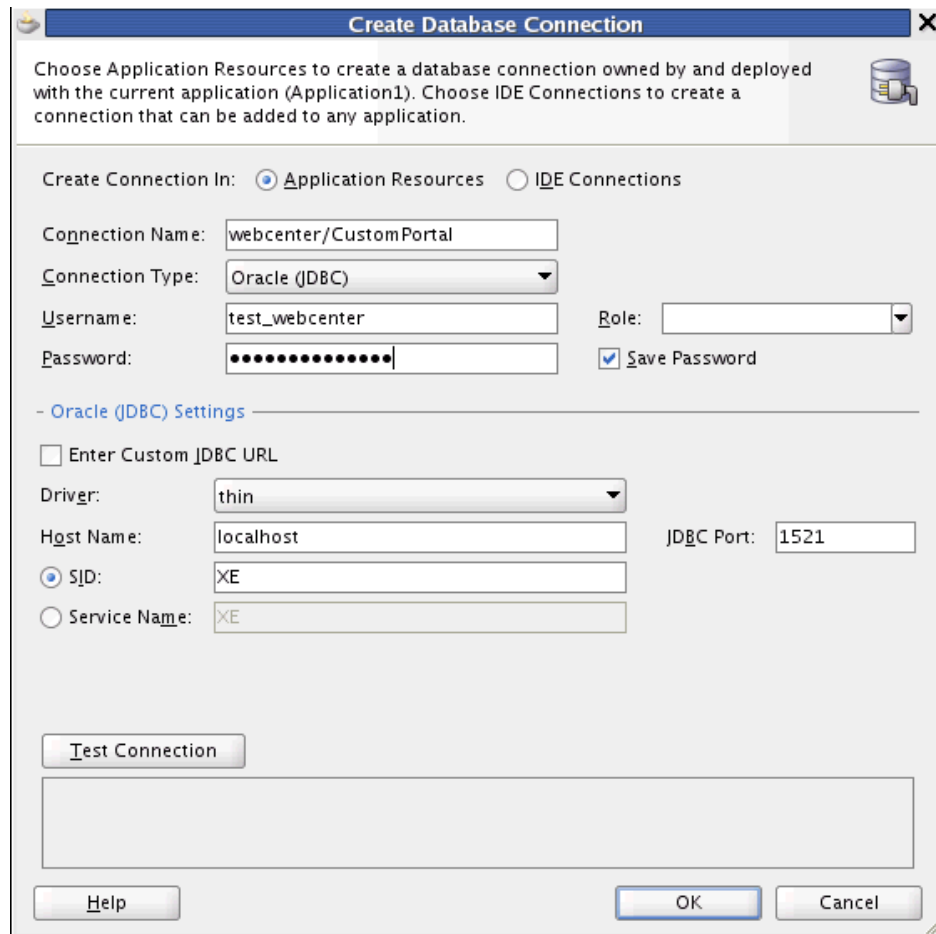 Create Database Connection
Choose Application Resources to create a database connection owned by and deployed
with the current application (Application1). Choose IDE Connections to create a
connection that can be added to any application.
Create Connection In: Application Resources IDE Connections
Connection Name: webcenter/CustomPortal
Connection Type: Oracle (JDBC)
Username: test_webcenter Role:
Password: ●●●●●●●●●●●●●● Save Password
Oracle (JDBC) Settings
Enter Custom JDBC URL
Driver: thin
Host Name: localhost JDBC Port: 1521
SID: XE
Service Name: XE
Test Connection
Help OK Cancel